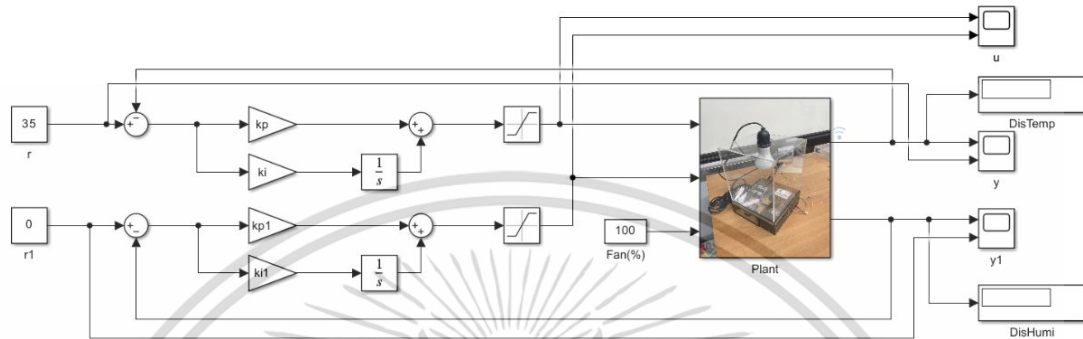 u
DisTemp
35
r
+
−
kp
ki
1
s
+
+
y
0
r1
+
−
kp1
ki1
1
s
+
+
100
Fan(%)
Plant
y1
DisHumi